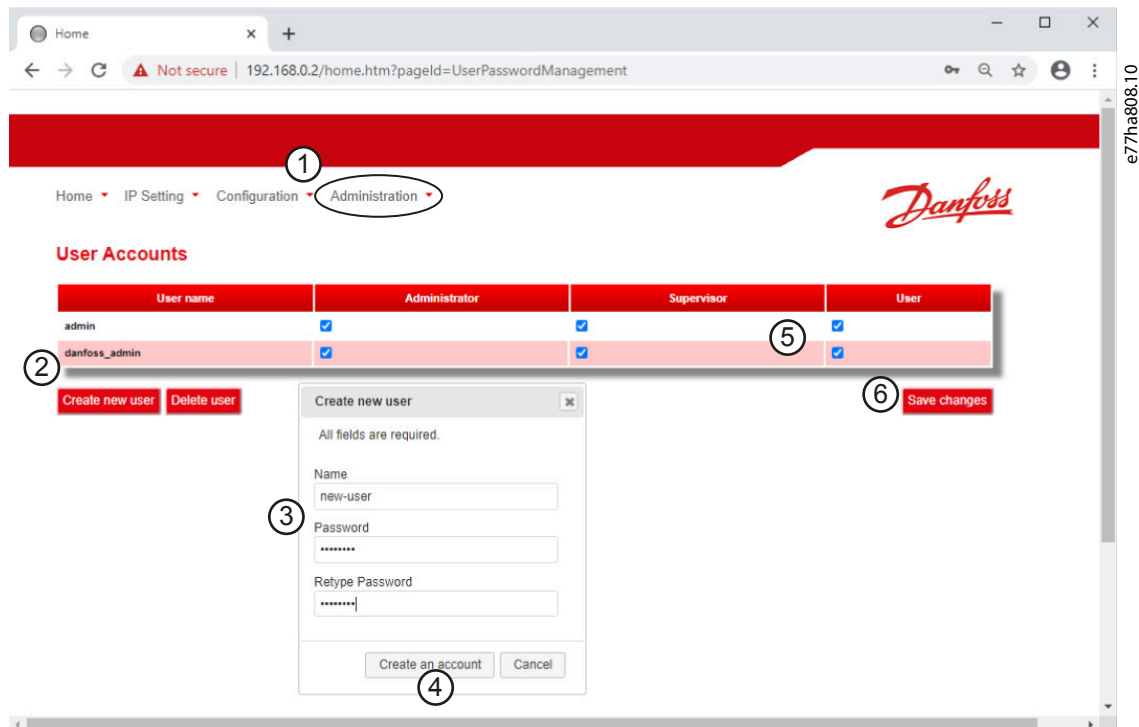 Home
Not secure | 192.168.0.2/home.htm?pageId=UserPasswordManagement
e77ha808.10
1
Home IP Setting Configuration Administration
Danfoss
User Accounts
User name Administrator Supervisor User
admin
5
danfoss_admin
2
Create new user Delete user
6
Save changes
Create new user
All fields are required.
Name
new-user
3
Password
••••••••
Retype Password
••••••••
Create an account Cancel
4